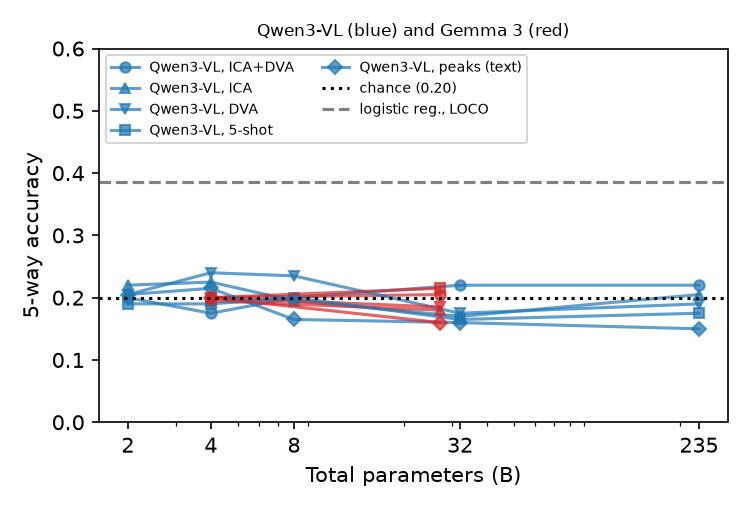 Qwen3-VL (blue) and Gemma 3 (red)
0.6
0.5
0.4
0.3
0.2
0.1
0.0
5-way accuracy
Qwen3-VL, ICA+DVA
Qwen3-VL, ICA
Qwen3-VL, DVA
Qwen3-VL, 5-shot
Qwen3-VL, peaks (text)
chance (0.20)
logistic reg., LOCO
2 4 8 32 235
Total parameters (B)